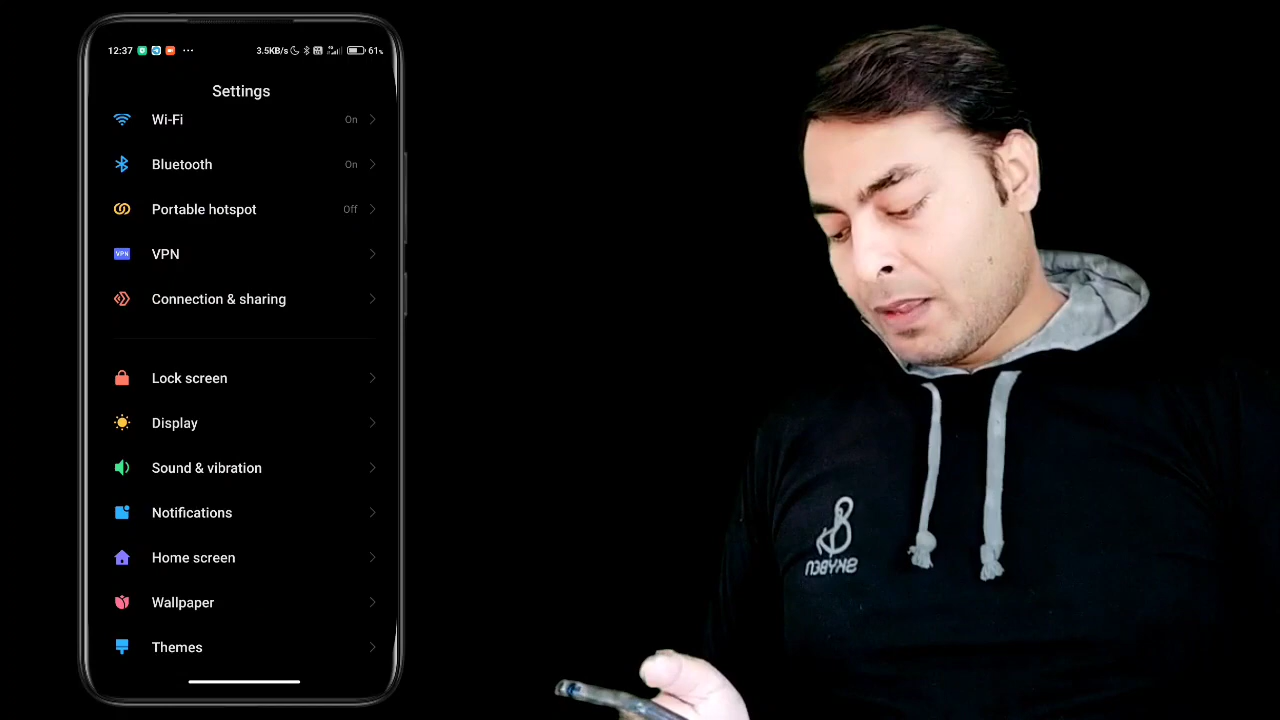 12:37 ... 3.5KB/s 61%
Settings
Wi-Fi On
Bluetooth On
Portable hotspot Off
VPN VPN
Connection & sharing
Lock screen
Display
Sound & vibration
Notifications
Home screen
Wallpaper
Themes
SKYBEN